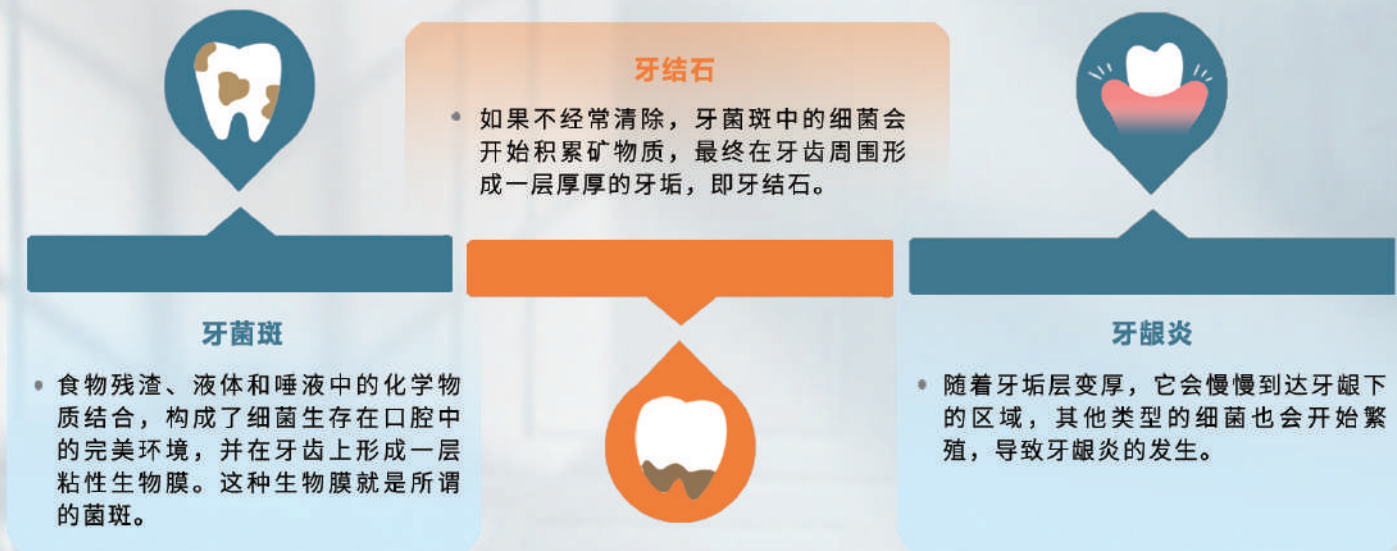 牙菌斑
食物残渣、液体和唾液中的化学物
质结合，构成了细菌生存在口腔中
的完美环境，并在牙齿上形成一层
粘性生物膜。这种生物膜就是所谓
的菌斑。
牙结石
如果不经常清除，牙菌斑中的细菌会
开始积累矿物质，最终在牙齿周围形
成一层厚厚的牙垢，即牙结石。
牙龈炎
随着牙垢层变厚，它会慢慢到达牙龈下
的区域，其他类型的细菌也会开始繁
殖，导致牙龈炎的发生。